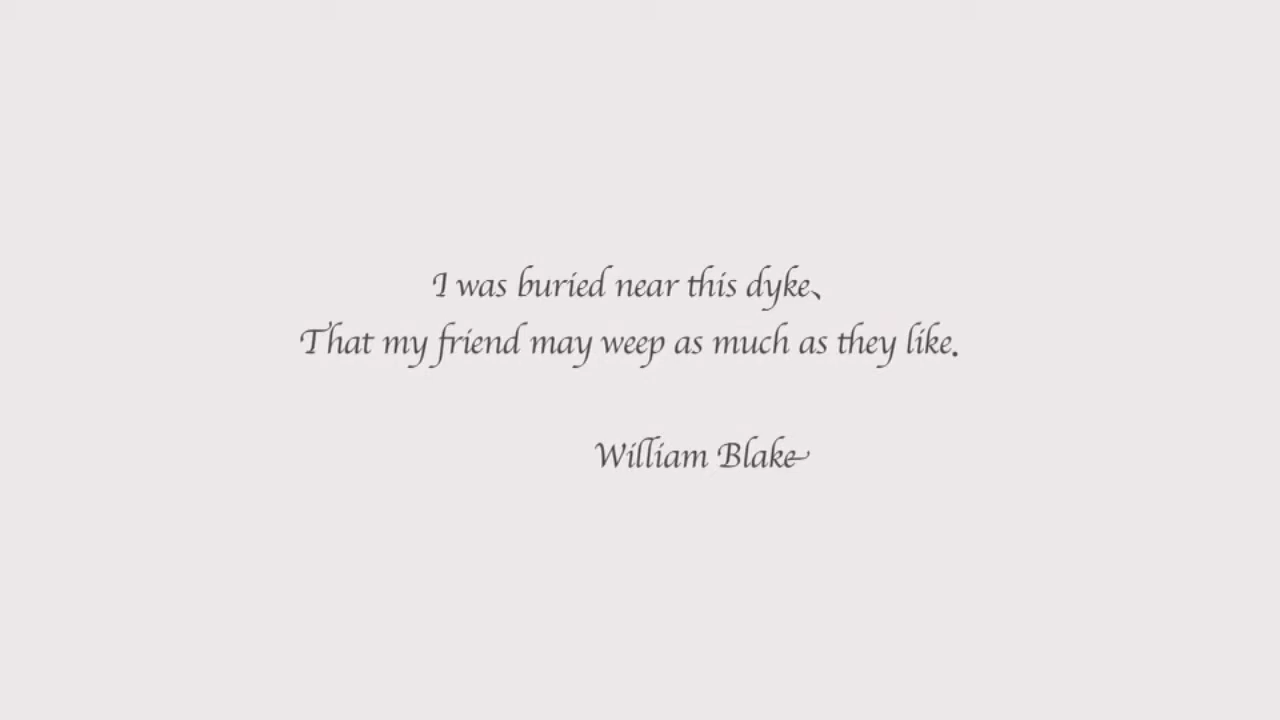 I was buried near this dyke、
That my friend may weep as much as they like.
William Blake